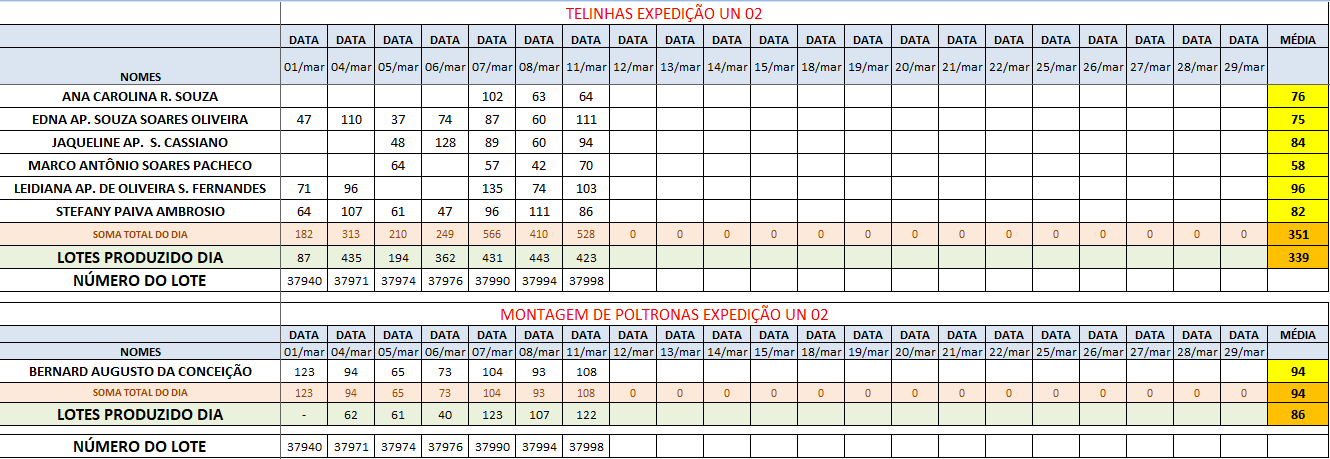 TELINHAS EXPEDIÇÃO UN 02
DATA DATA DATA DATA DATA DATA DATA DATA DATA DATA DATA DATA DATA DATA DATA DATA DATA DATA DATA DATA DATA MÉDIA
NOMES 01/mar 04/mar 05/mar 06/mar 07/mar 08/mar 11/mar 12/mar 13/mar 14/mar 15/mar 18/mar 19/mar 20/mar 21/mar 22/mar 25/mar 26/mar 27/mar 28/mar 29/mar
ANA CAROLINA R. SOUZA 102 63 64 76
EDNA AP. SOUZA SOARES OLIVEIRA 47 110 37 74 87 60 111 75
JAQUELINE AP. S. CASSIANO 48 128 89 60 94 84
MARCO ANTÔNIO SOARES PACHECO 64 57 42 70 58
LEIDIANA AP. DE OLIVEIRA S. FERNANDES 71 96 135 74 103 96
STEFANY PAIVA AMBROSIO 64 107 61 47 96 111 86 82
SOMA TOTAL DO DIA 182 313 210 249 566 410 528 0 0 0 0 0 0 0 0 0 0 0 0 0 0 351
LOTES PRODUZIDO DIA 87 435 194 362 431 443 423 339
NÚMERO DO LOTE 37940 37971 37974 37976 37990 37994 37998
MONTAGEM DE POLTRONAS EXPEDIÇÃO UN 02
DATA DATA DATA DATA DATA DATA DATA DATA DATA DATA DATA DATA DATA DATA DATA DATA DATA DATA DATA DATA DATA MÉDIA
NOMES 01/mar 04/mar 05/mar 06/mar 07/mar 08/mar 11/mar 12/mar 13/mar 14/mar 15/mar 18/mar 19/mar 20/mar 21/mar 22/mar 25/mar 26/mar 27/mar 28/mar 29/mar
BERNARD AUGUSTO DA CONCEIÇÃO 123 94 65 73 104 93 108 94
SOMA TOTAL DO DIA 123 94 65 73 104 93 108 0 0 0 0 0 0 0 0 0 0 0 0 0 0 94
LOTES PRODUZIDO DIA - 62 61 40 123 107 122 86
NÚMERO DO LOTE 37940 37971 37974 37976 37990 37994 37998